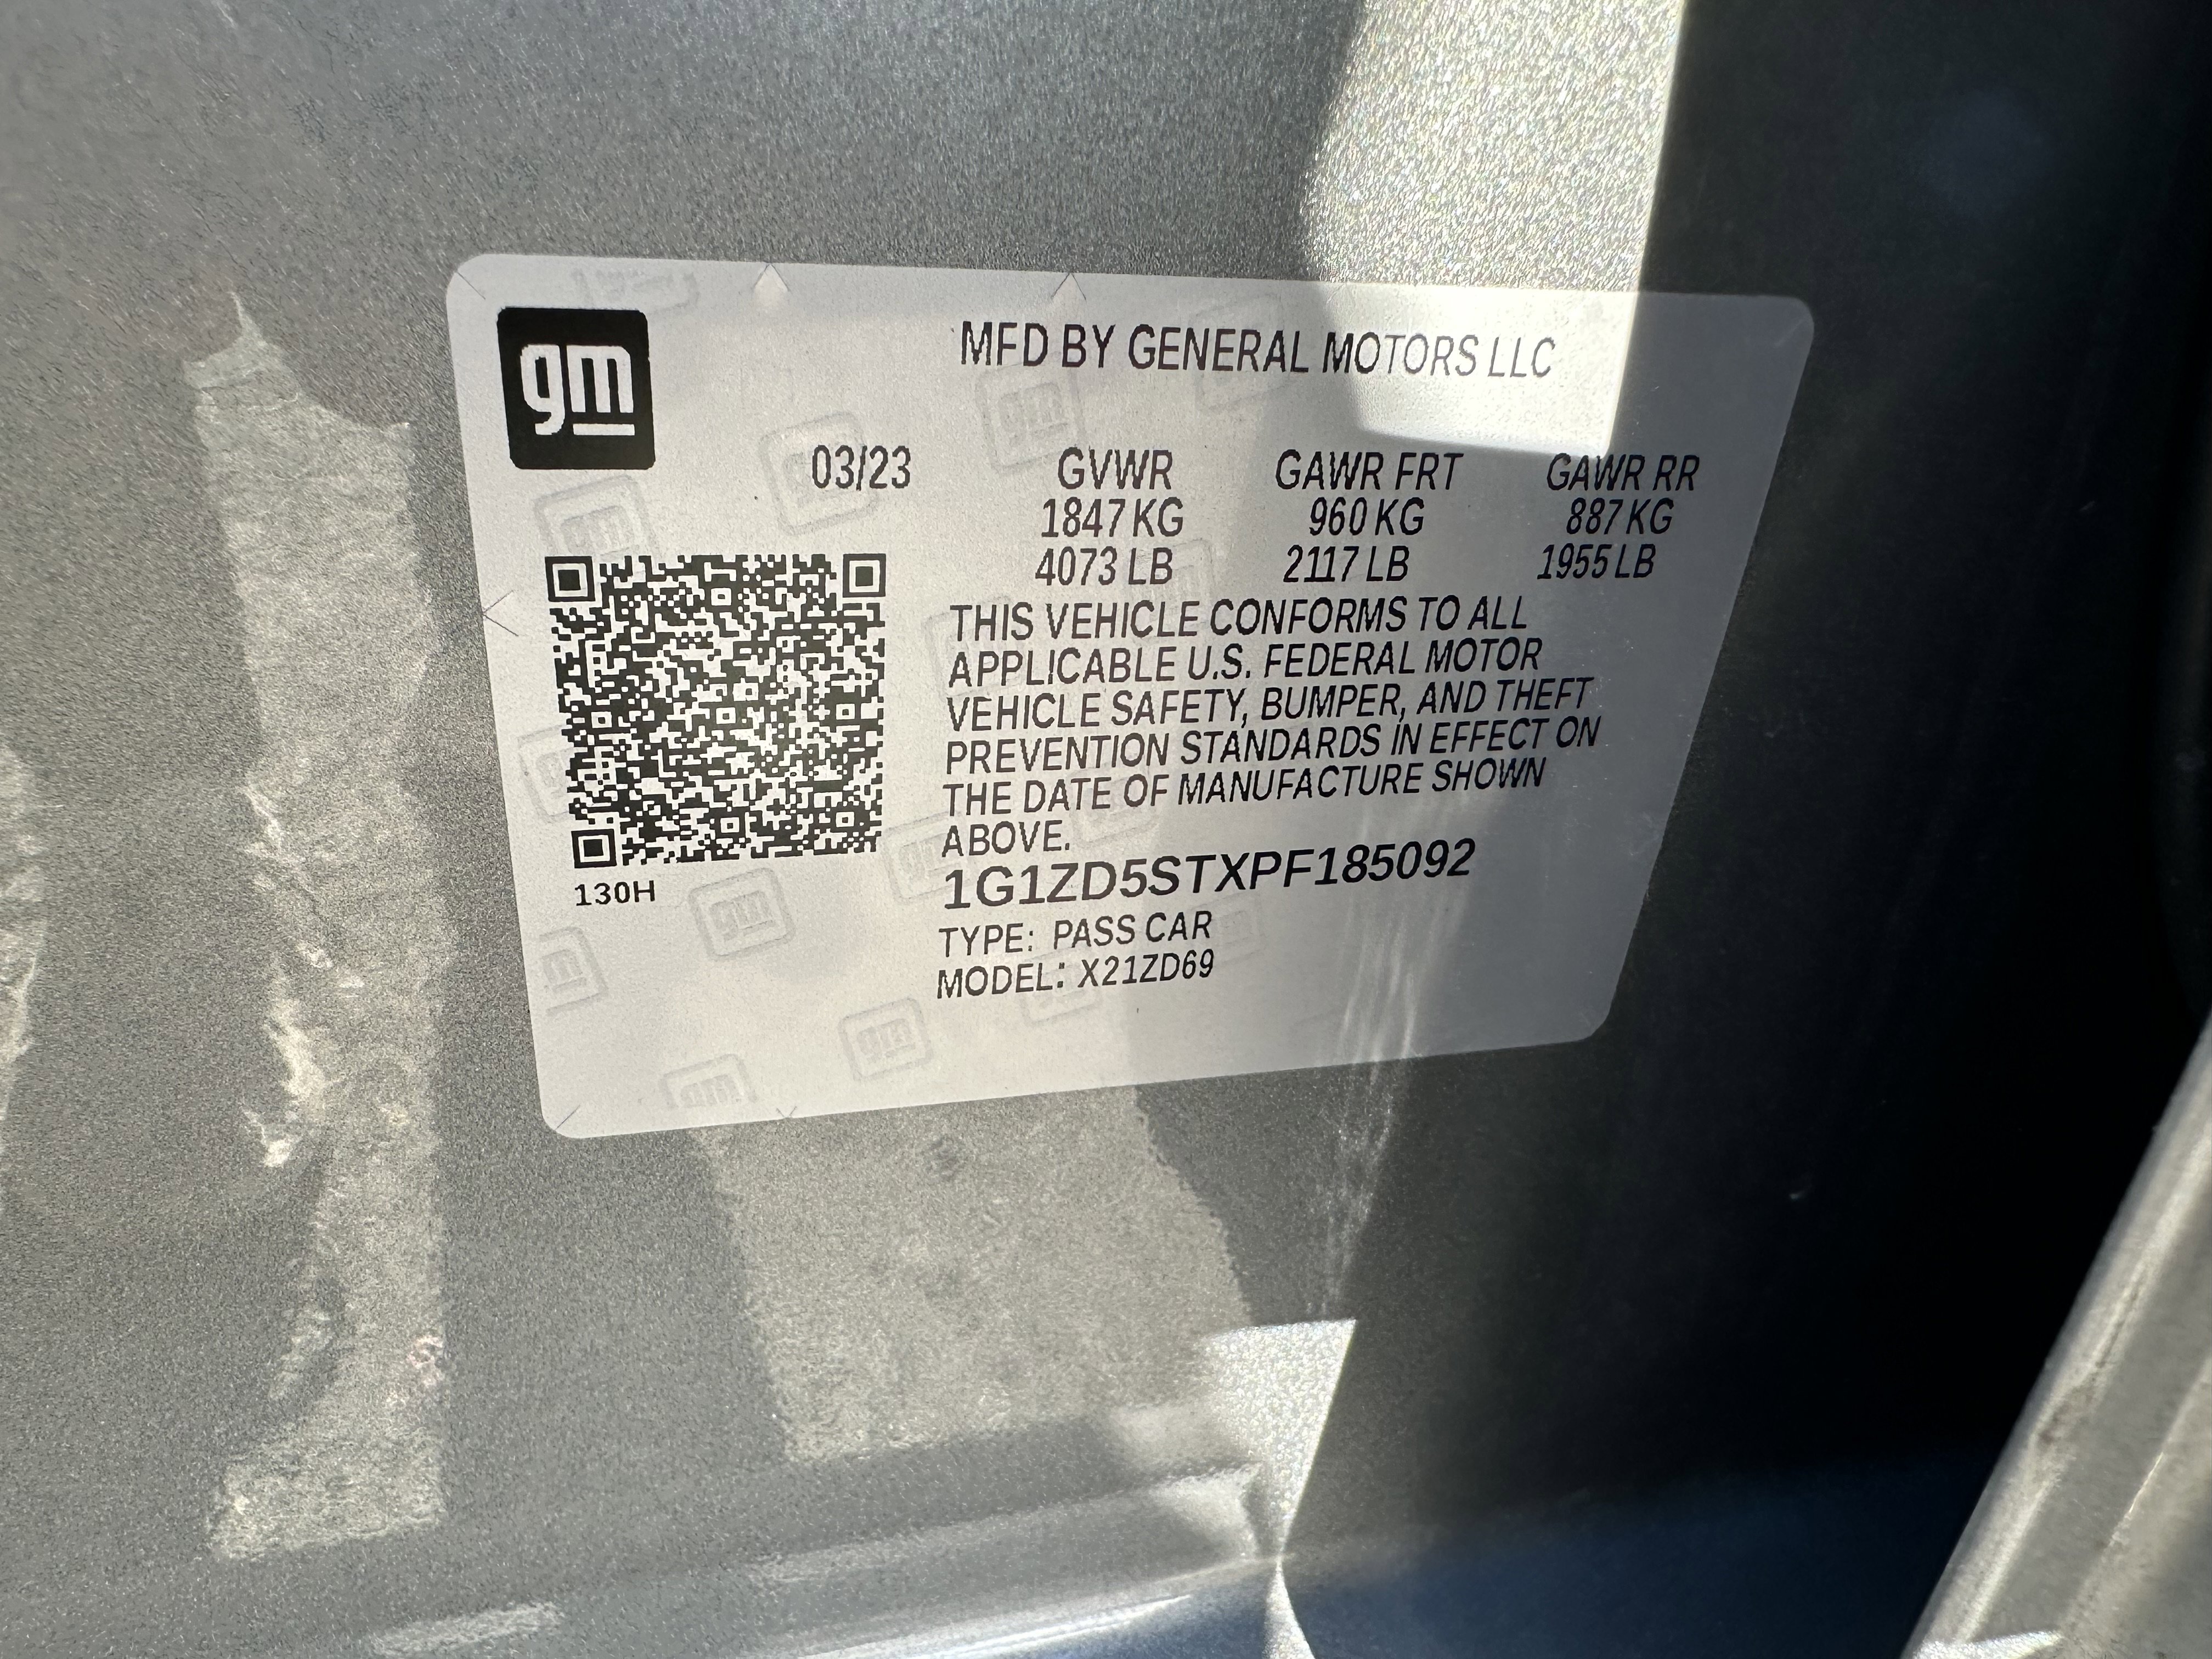 gm
MFD BY GENERAL MOTORS LLC
03/23 GVWR GAWR FRT GAWR RR
1847 KG 960 KG 887 KG
4073 LB 2117 LB 1955 LB
THIS VEHICLE CONFORMS TO ALL
APPLICABLE U.S. FEDERAL MOTOR
VEHICLE SAFETY, BUMPER, AND THEFT
PREVENTION STANDARDS IN EFFECT ON
THE DATE OF MANUFACTURE SHOWN
ABOVE.
130H
1G1ZD5STXPF185092
TYPE: PASS CAR
MODEL: X21ZD69